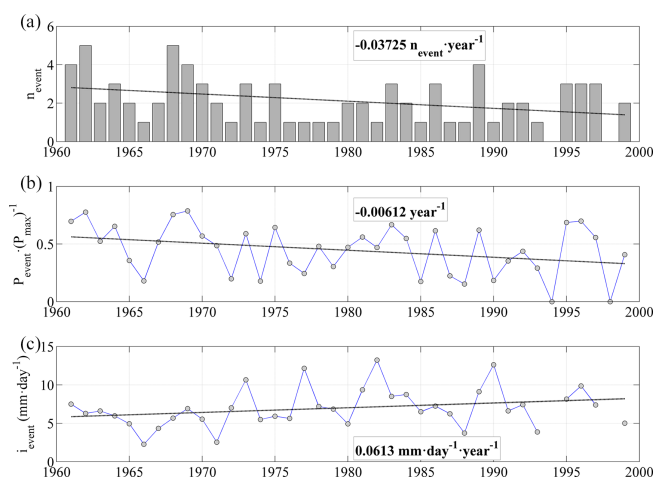 (a)
6
4
2
0
n_event
-0.03725 n_event·year^-1
1960 1965 1970 1975 1980 1985 1990 1995 2000
(b)
1
0.5
0
P_event·(P_max)^-1
-0.00612 year^-1
1960 1965 1970 1975 1980 1985 1990 1995 2000
(c)
15
10
5
0
i_event (mm·day^-1)
0.0613 mm·day^-1·year^-1
1960 1965 1970 1975 1980 1985 1990 1995 2000